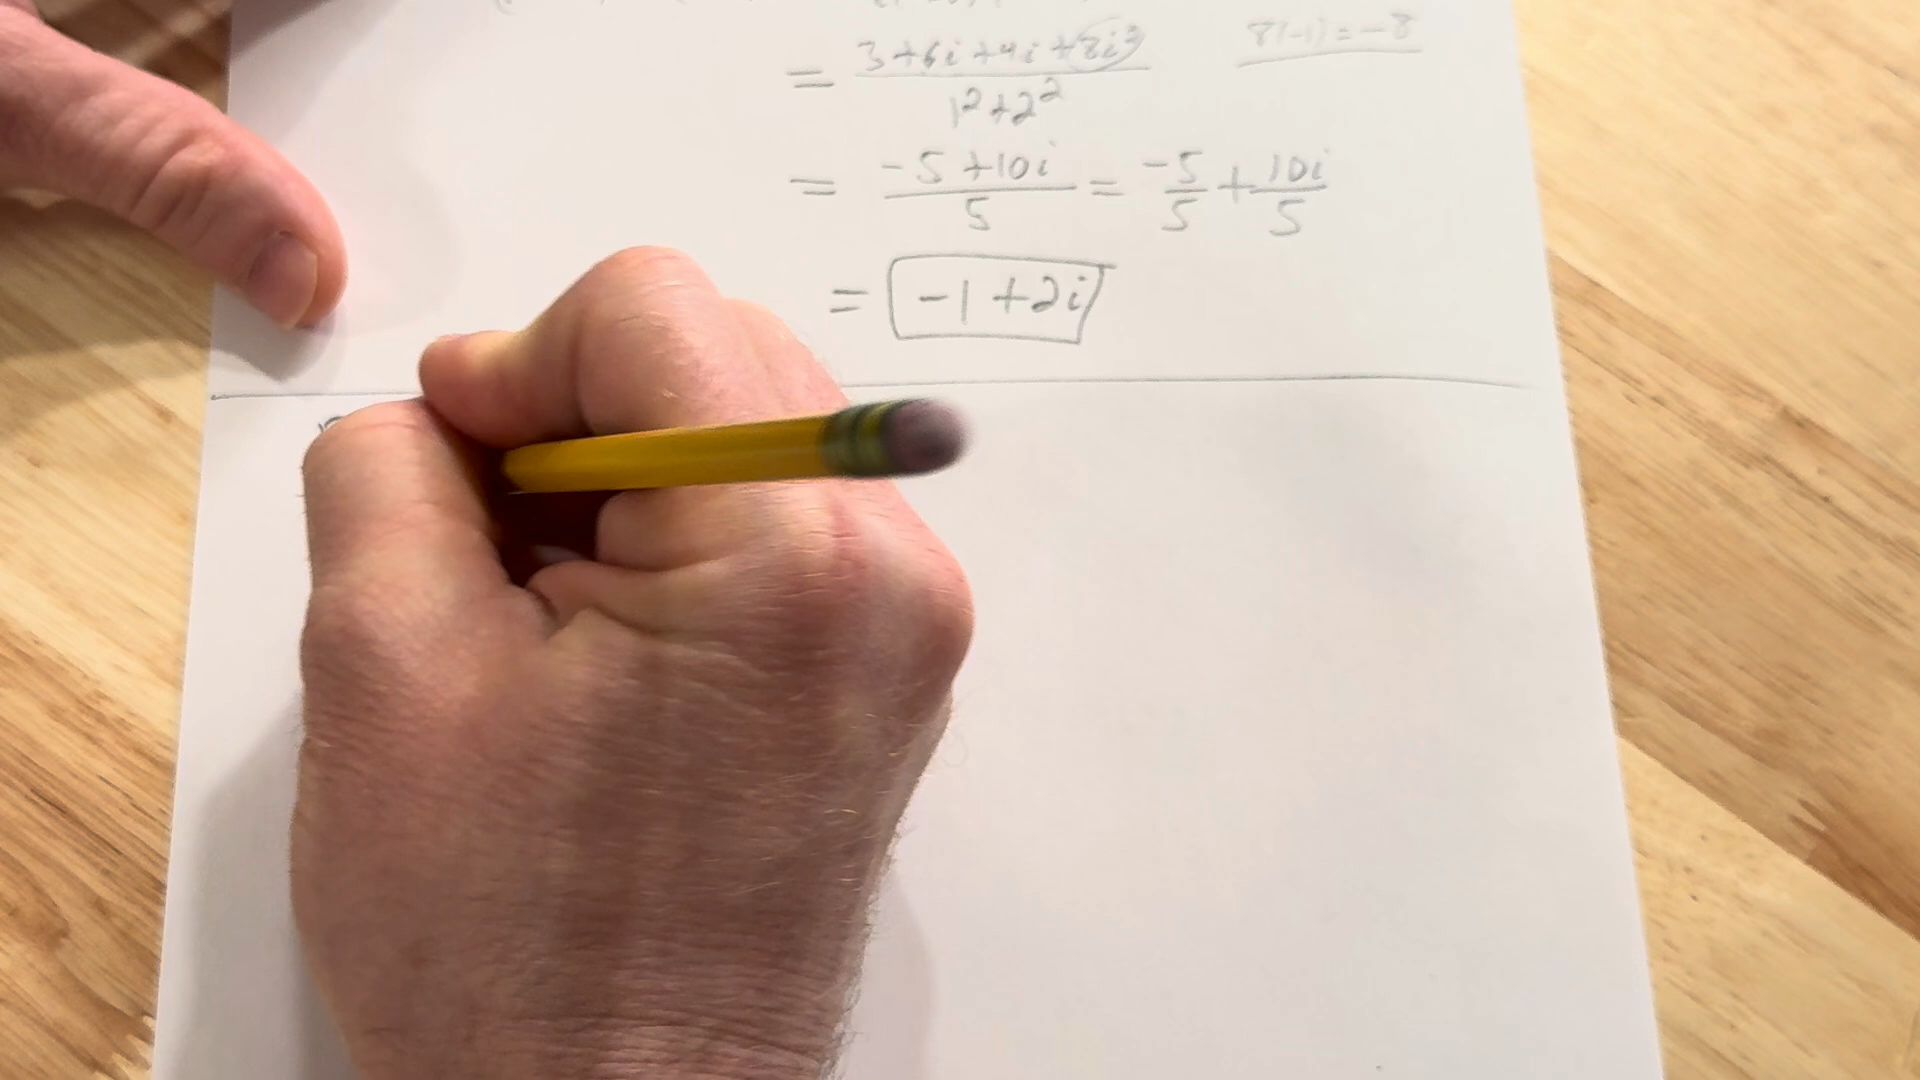 = 3+6i+4i+8i² / 1²+2²
8(-1)=-8
= -5+10i / 5 = -5/5 + 10i/5
= -1+2i